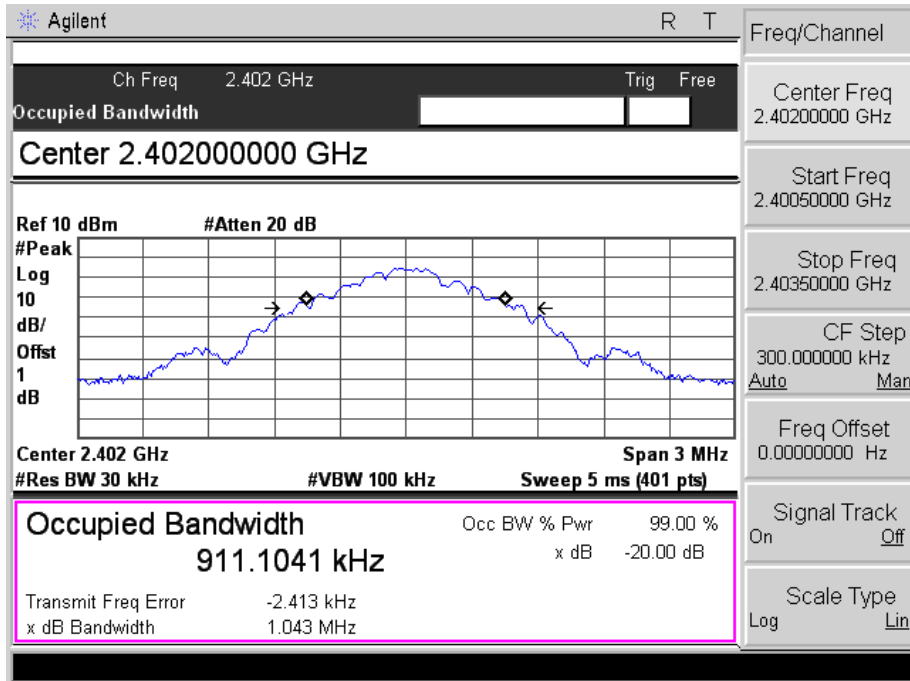 Agilent R T
Ch Freq 2.402 GHz Trig Free
Occupied Bandwidth
Center 2.402000000 GHz
Ref 10 dBm #Atten 20 dB
#Peak
Log
10
dB/
Offst
1
dB
Center 2.402 GHz Span 3 MHz
#Res BW 30 kHz #VBW 100 kHz Sweep 5 ms (401 pts)
Occupied Bandwidth
911.1041 kHz
Occ BW % Pwr 99.00 %
x dB -20.00 dB
Transmit Freq Error -2.413 kHz
x dB Bandwidth 1.043 MHz
Freq/Channel
Center Freq
2.40200000 GHz
Start Freq
2.40050000 GHz
Stop Freq
2.40350000 GHz
CF Step
300.000000 kHz
Auto Man
Freq Offset
0.00000000 Hz
Signal Track
On Off
Scale Type
Log Lin